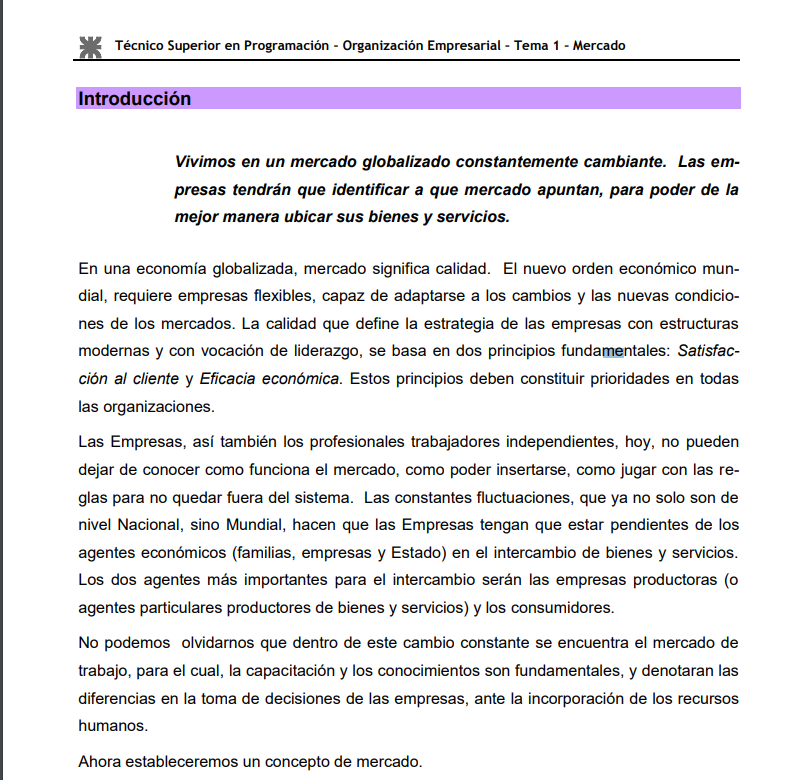 Técnico Superior en Programación - Organización Empresarial - Tema 1 - Mercado
Introducción
Vivimos en un mercado globalizado constantemente cambiante.  Las em-
presas tendrán que identificar a que mercado apuntan, para poder de la
mejor manera ubicar sus bienes y servicios.
En una economía globalizada, mercado significa calidad.  El nuevo orden económico mun-
dial, requiere empresas flexibles, capaz de adaptarse a los cambios y las nuevas condicio-
nes de los mercados. La calidad que define la estrategia de las empresas con estructuras
modernas y con vocación de liderazgo, se basa en dos principios fundamentales: Satisfac-
ción al cliente y Eficacia económica. Estos principios deben constituir prioridades en todas
las organizaciones.
Las Empresas, así también los profesionales trabajadores independientes, hoy, no pueden
dejar de conocer como funciona el mercado, como poder insertarse, como jugar con las re-
glas para no quedar fuera del sistema.  Las constantes fluctuaciones, que ya no solo son de
nivel Nacional, sino Mundial, hacen que las Empresas tengan que estar pendientes de los
agentes económicos (familias, empresas y Estado) en el intercambio de bienes y servicios.
Los dos agentes más importantes para el intercambio serán las empresas productoras (o
agentes particulares productores de bienes y servicios) y los consumidores.
No podemos  olvidarnos que dentro de este cambio constante se encuentra el mercado de
trabajo, para el cual, la capacitación y los conocimientos son fundamentales, y denotaran las
diferencias en la toma de decisiones de las empresas, ante la incorporación de los recursos
humanos.
Ahora estableceremos un concepto de mercado.